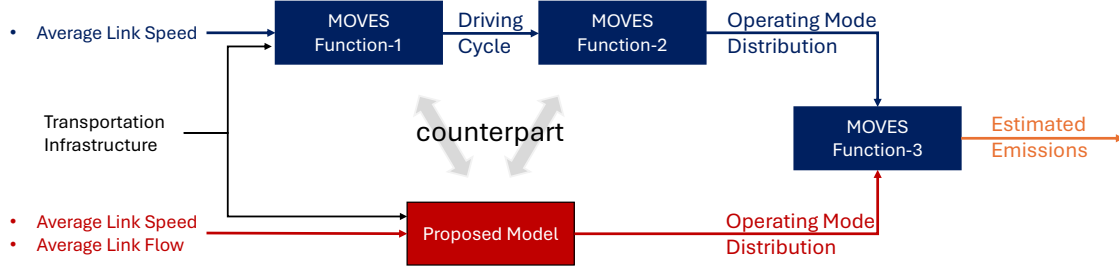 • Average Link Speed
MOVES
Function-1
Driving
Cycle
MOVES
Function-2
Operating Mode
Distribution
Transportation
Infrastructure
counterpart
MOVES
Function-3
Estimated
Emissions
• Average Link Speed
• Average Link Flow
Proposed Model
Operating Mode
Distribution